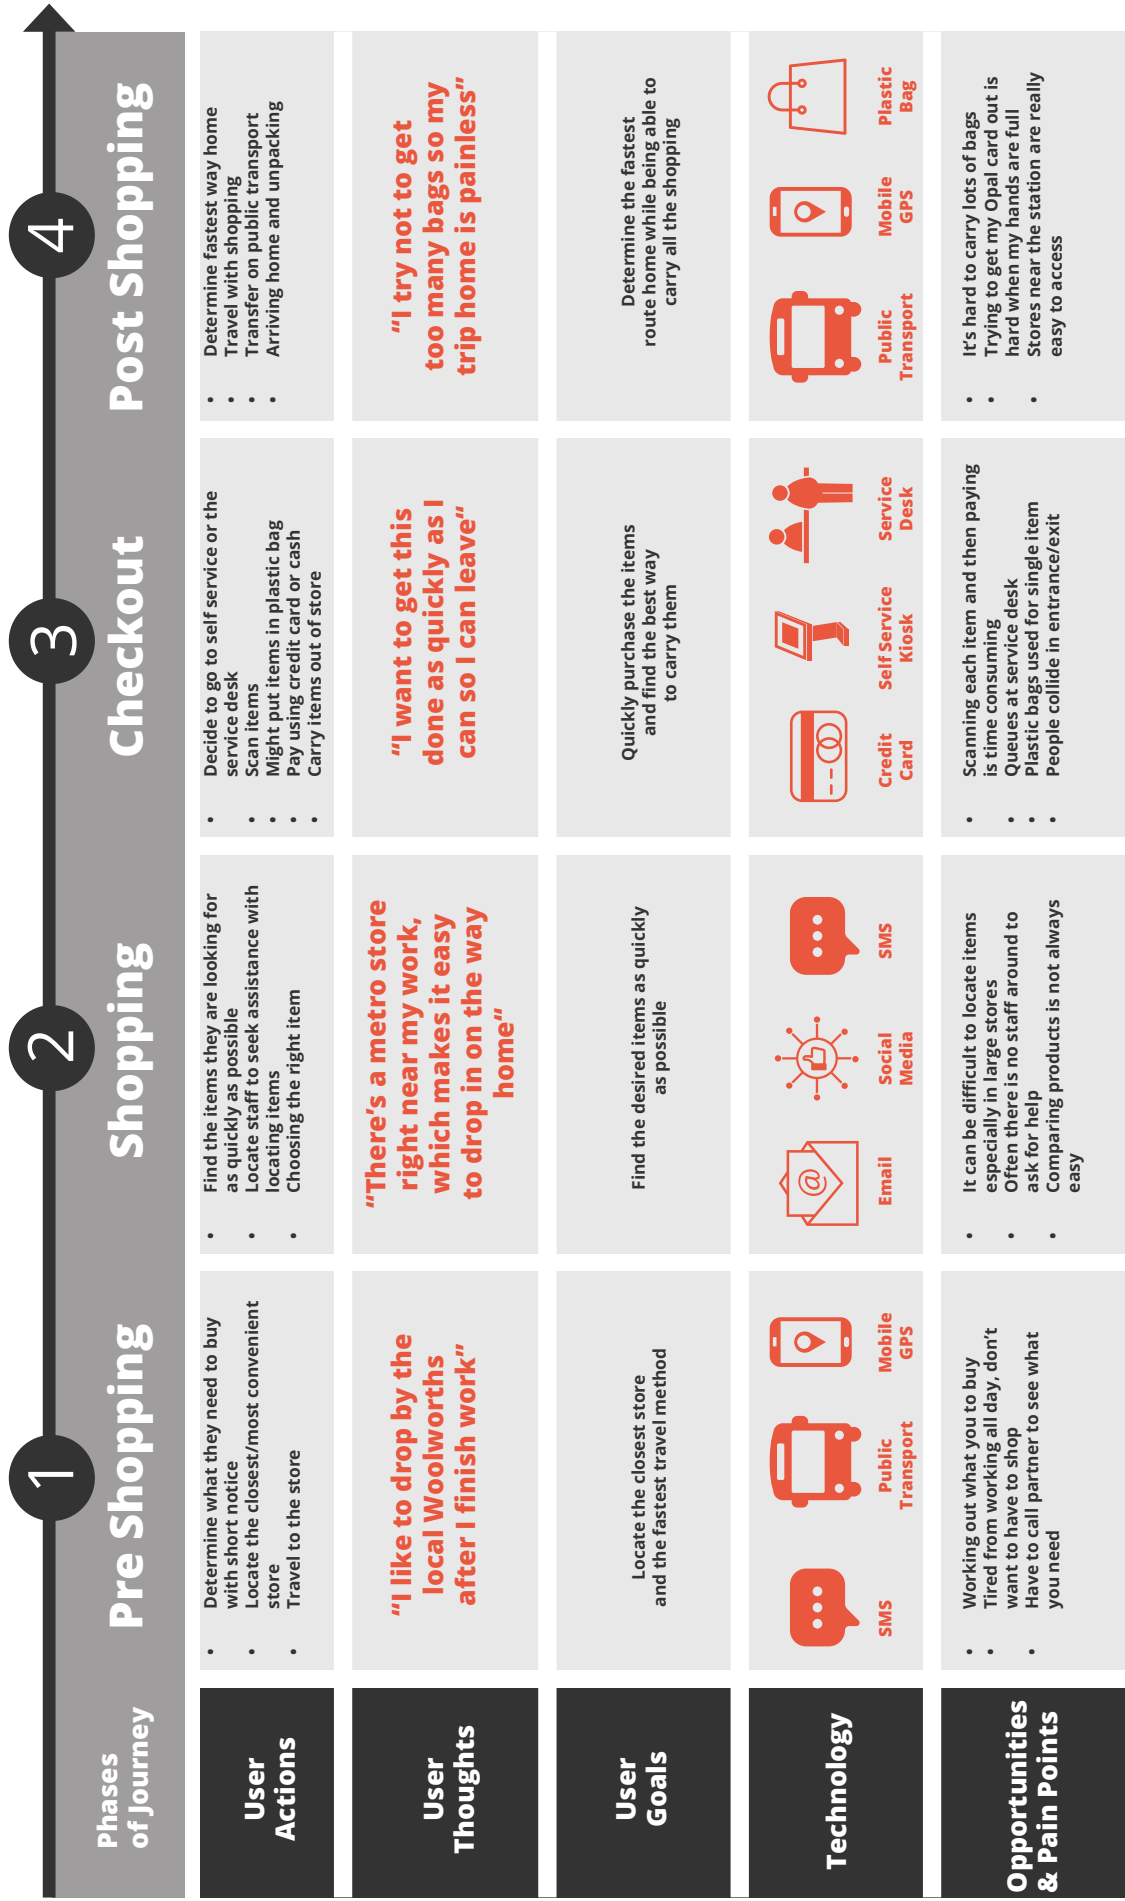 1
2
3
4
Phases
of Journey
Pre Shopping
Shopping
Checkout
Post Shopping
User
Actions
• Determine what they need to buy
with short notice
• Locate the closest/most convenient
store
• Travel to the store
• Find the items they are looking for
as quickly as possible
• Locate staff to seek assistance with
locating items
• Choosing the right item
• Decide to go to self service or the
service desk
• Scan items
• Might put items in plastic bag
• Pay using credit card or cash
• Carry items out of store
• Determine fastest way home
• Travel with shopping
• Transfer on public transport
• Arriving home and unpacking
User
Thoughts
“I like to drop by the
local Woolworths
after I finish work”
“There’s a metro store
right near my work,
which makes it easy
to drop in on the way
home“
“I want to get this
done as quickly as I
can so I can leave“
“I try not to get
too many bags so my
trip home is painless”
User
Goals
Locate the closest store
and the fastest travel method
Find the desired items as quickly
as possible
Quickly purchase the items
and find the best way
to carry them
Determine the fastest
route home while being able to
carry all the shopping
Technology
SMS
Public
Transport
Mobile
GPS
@
Email
Social
Media
SMS
Credit
Card
Self Service
Kiosk
Service
Desk
Public
Transport
Mobile
GPS
Plastic
Bag
Opportunities
& Pain Points
• Working out what you to buy
• Tired from working all day, don’t
want to have to shop
• Have to call partner to see what
you need
• It can be difficult to locate items
especially in large stores
• Often there is no staff around to
ask for help
• Comparing products is not always
easy
• Scanning each item and then paying
is time consuming
• Queues at service desk
• Plastic bags used for single item
• People collide in entrance/exit
• It’s hard to carry lots of bags
• Trying to get my Opal card out is
hard when my hands are full
• Stores near the station are really
easy to access